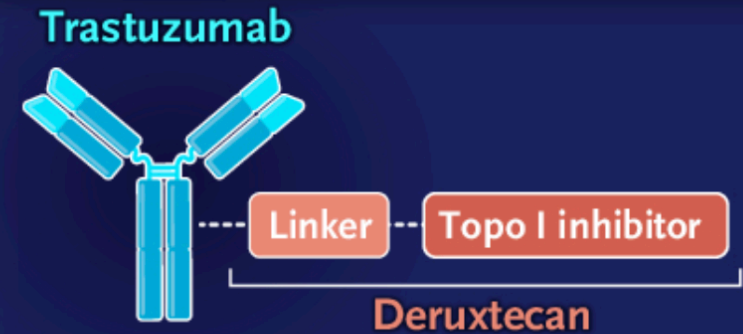 Trastuzumab
Linker
Topo I inhibitor
Deruxtecan